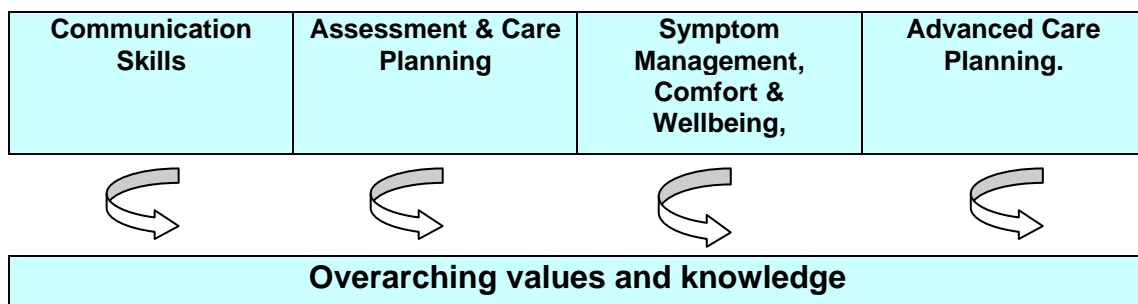 Communication
Skills
Assessment & Care
Planning
Symptom
Management,
Comfort &
Wellbeing,
Advanced Care
Planning.
Overarching values and knowledge